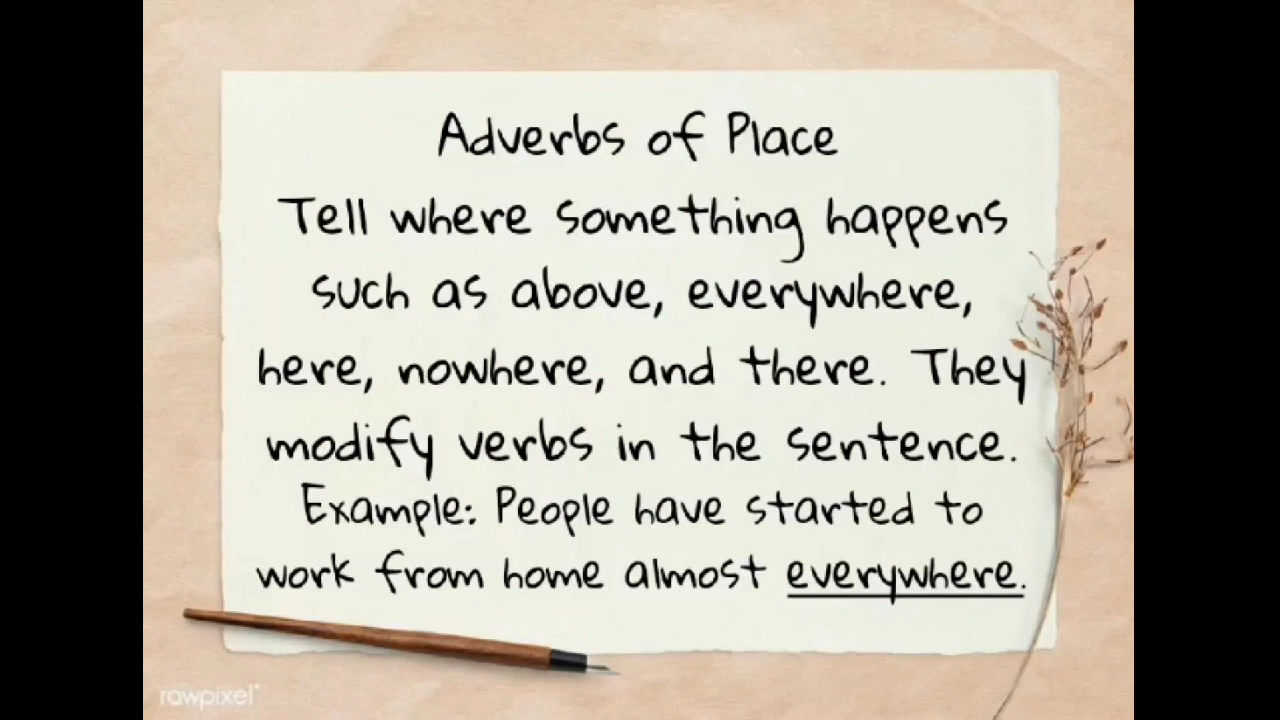 Adverbs of Place
Tell where something happens
such as above, everywhere,
here, nowhere, and there. They
modify verbs in the sentence.
Example: People have started to
work from home almost everywhere.
rawpixel